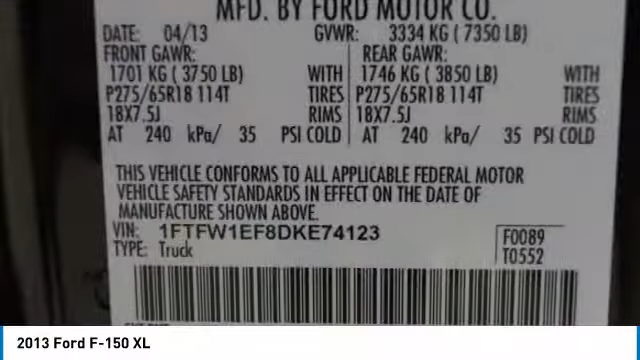 MFD. BY FORD MOTOR CO.
DATE: 04/13 GVWR: 3334 KG ( 7350 LB)
FRONT GAWR: REAR GAWR:
1701 KG ( 3750 LB) WITH 1746 KG ( 3850 LB) WITH
P275/65R18 114T TIRES P275/65R18 114T TIRES
18X7.5J RIMS 18X7.5J RIMS
AT 240 kPa/ 35 PSI COLD AT 240 kPa/ 35 PSI COLD
THIS VEHICLE CONFORMS TO ALL APPLICABLE FEDERAL MOTOR
VEHICLE SAFETY STANDARDS IN EFFECT ON THE DATE OF
MANUFACTURE SHOWN ABOVE.
VIN: 1FTFW1EF8DKE74123 F0089
TYPE: Truck T0552
2013 Ford F-150 XL